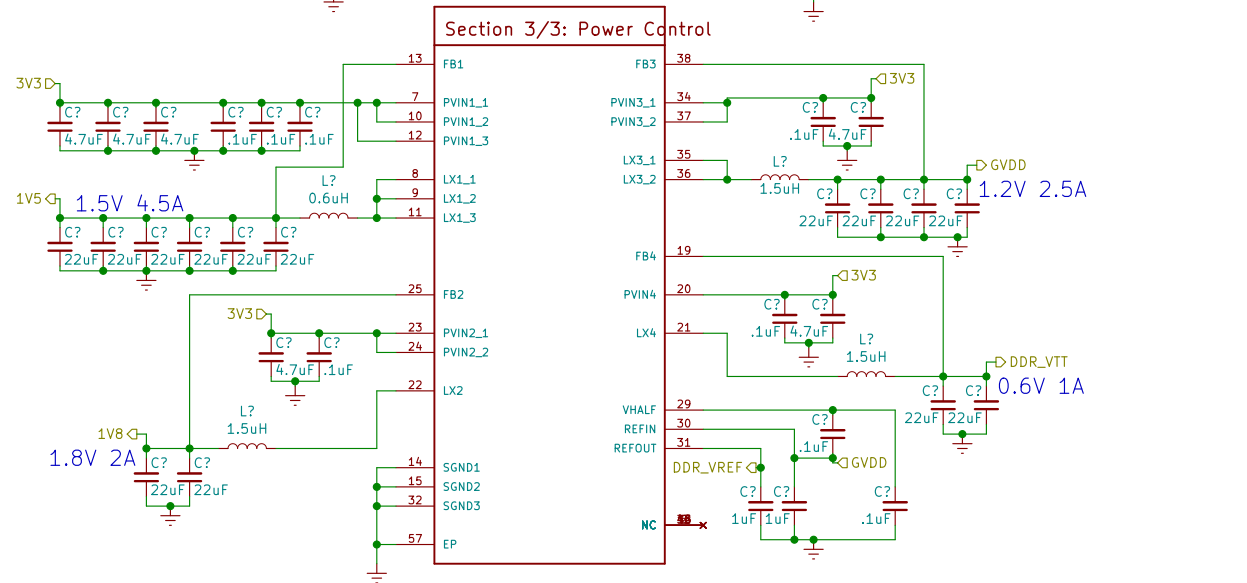 Section 3/3: Power Control
13 FB1
FB3 38
3V3
3V3
7 PVIN1_1
PVIN3_1 34
C? C? C? C? C? C?
C? C?
10 PVIN1_2
PVIN3_2 37
4.7uF 4.7uF 4.7uF .1uF .1uF .1uF
.1uF 4.7uF
12 PVIN1_3
LX3_1 35
L?
GVDD
8 LX1_1
LX3_2 36
L?
1.5uH
1.2V 2.5A
0.6uH
C? C? C? C?
1V5
1.5V 4.5A
9 LX1_2
11 LX1_3
22uF 22uF 22uF 22uF
C? C? C? C? C? C?
FB4 19
22uF 22uF 22uF 22uF 22uF 22uF
3V3
25 FB2
PVIN4 20
C? C?
3V3
23 PVIN2_1
LX4 21
.1uF 4.7uF
C? C?
24 PVIN2_2
L?
1.5uH
DDR_VTT
4.7uF .1uF
0.6V 1A
22 LX2
C? C?
L?
VHALF 29
22uF 22uF
1.5uH
REFIN 30
C?
1V8
1.8V 2A
REFOUT 31
.1uF
C? C?
14 SGND1
DDR_VREF
GVDD
22uF 22uF
15 SGND2
C? C? C?
32 SGND3
1uF 1uF .1uF
NC
57 EP